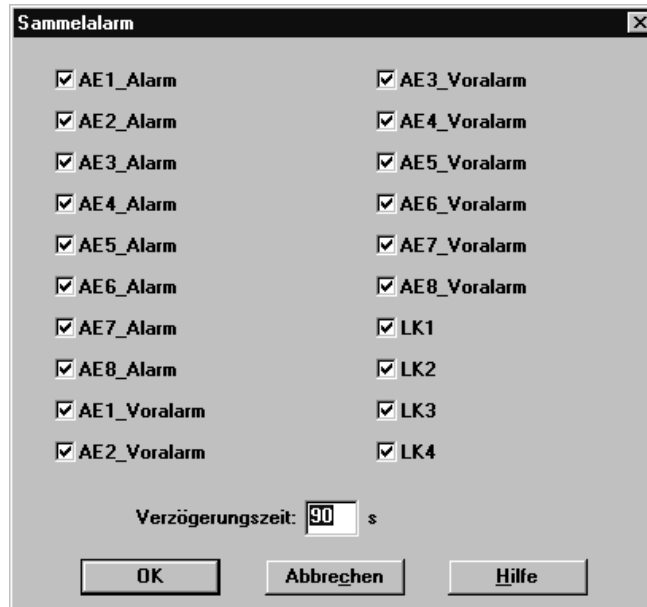 Sammelalarm
AE1_Alarm
AE2_Alarm
AE3_Alarm
AE4_Alarm
AE5_Alarm
AE6_Alarm
AE7_Alarm
AE8_Alarm
AE1_Voralarm
AE2_Voralarm
AE3_Voralarm
AE4_Voralarm
AE5_Voralarm
AE6_Voralarm
AE7_Voralarm
AE8_Voralarm
LK1
LK2
LK3
LK4
Verzögerungszeit: 90 s
OK Abbrechen Hilfe